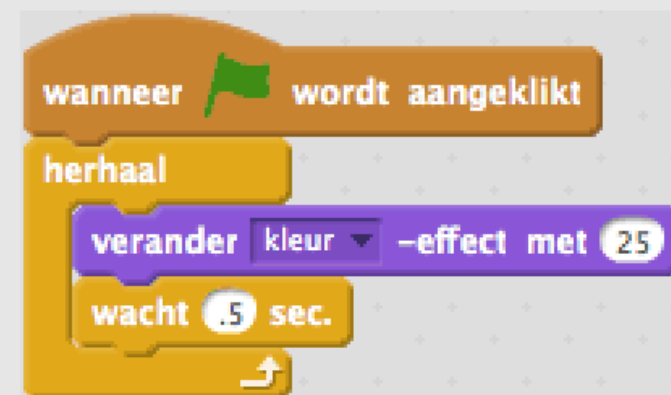 wanneer wordt aangeklikt
herhaal
verander kleur -effect met 25
wacht .5 sec.